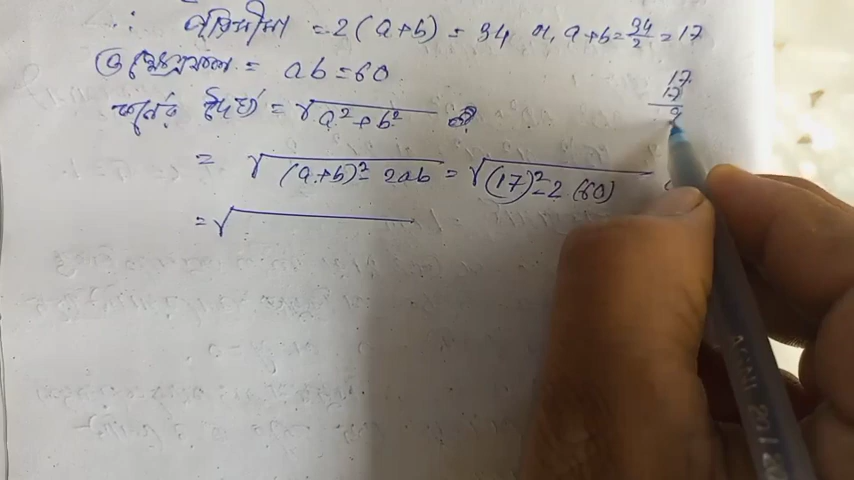 ∴ পরিসীমা = 2(a+b) = 34 বা, a+b = 34/2 = 17
ক্ষেত্রফল = ab = 60
17
17
9
কর্ণের দৈর্ঘ্য = √a²+b²
= √(a+b)²-2ab = √(17)²-2(60)
= √